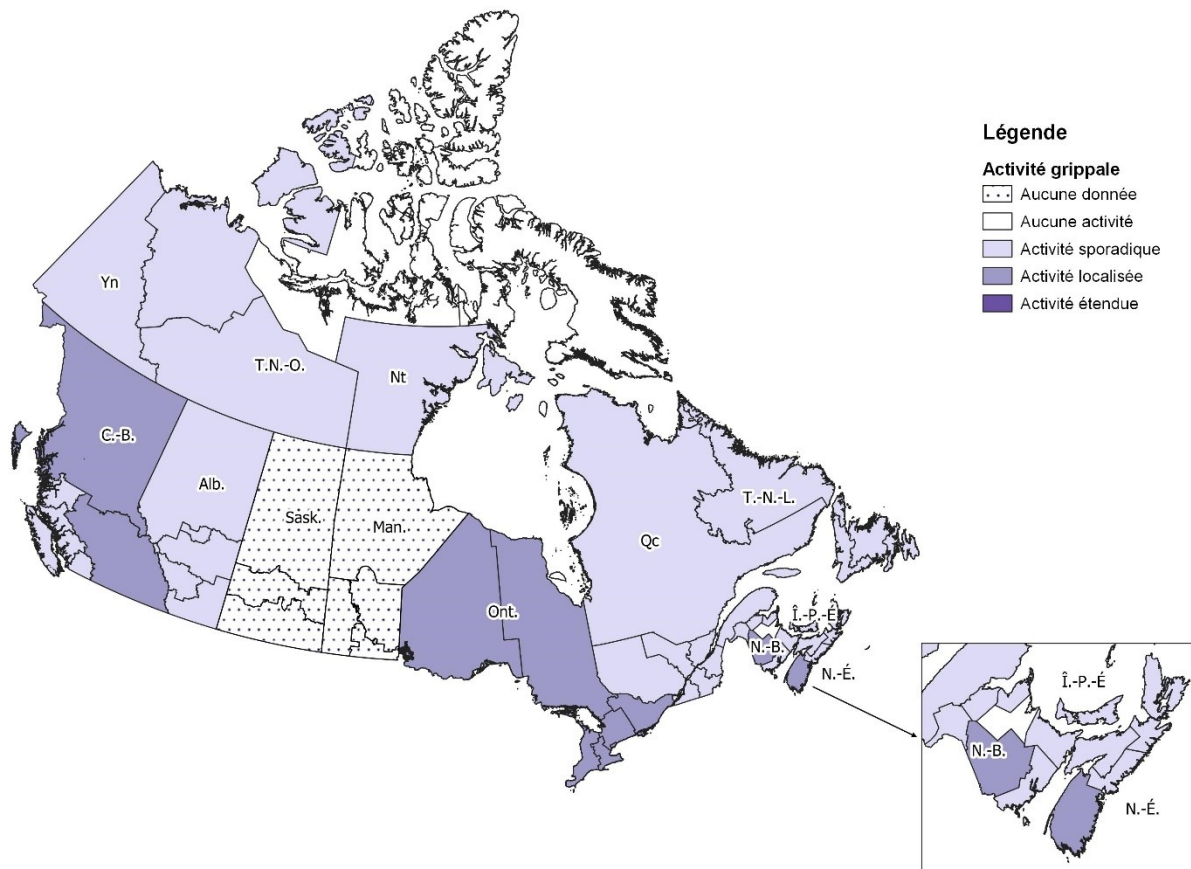 Légende
Activité grippale
Aucune donnée
Aucune activité
Activité sporadique
Activité localisée
Activité étendue
Yn
T.N.-O.
Nt
C.-B.
Alb.
Sask.
Man.
Ont.
Qc
T.-N.-L.
Î.-P.-É
N.-B.
N.-É.
Î.-P.-É
N.-B.
N.-É.